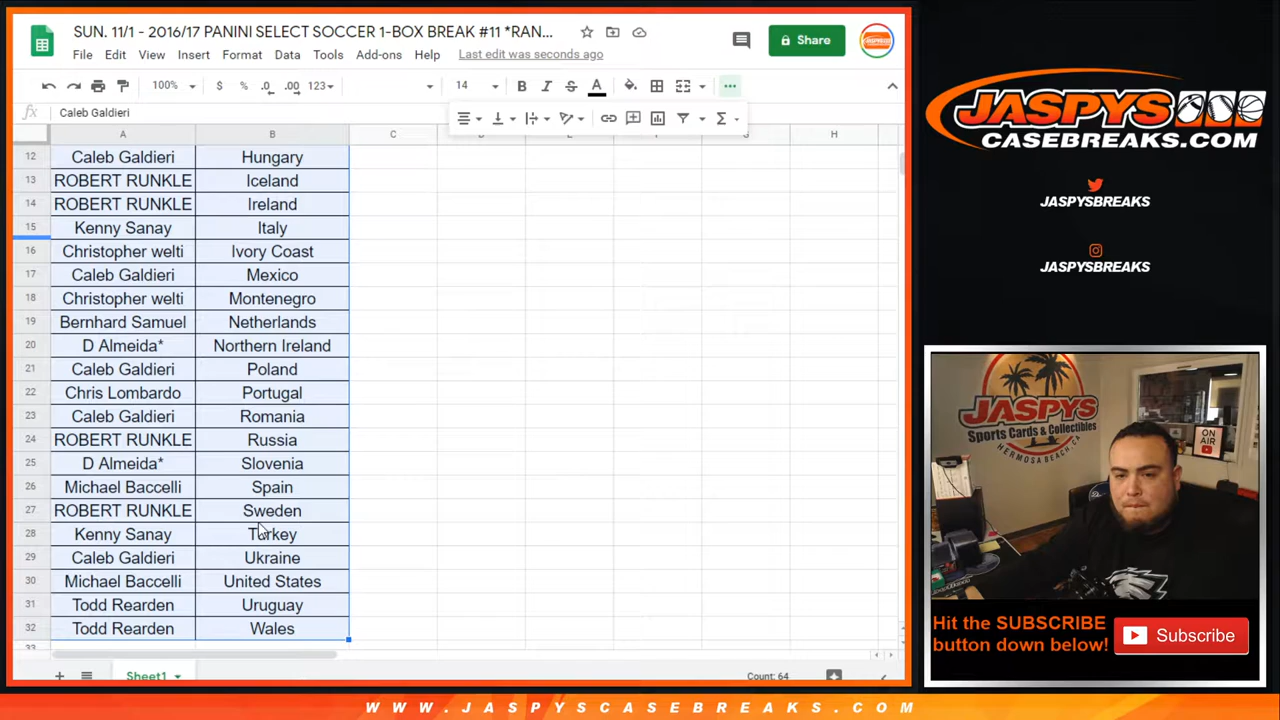 SUN. 11/1 - 2016/17 PANINI SELECT SOCCER 1-BOX BREAK #11 *RAN...
File Edit View Insert Format Data Tools Add-ons Help Last edit was seconds ago
Share
100% $ % .0 .00 123 14 B I S A
fx Caleb Galdieri
A B C D E F G H
12 Caleb Galdieri Hungary
13 ROBERT RUNKLE Iceland
14 ROBERT RUNKLE Ireland
15 Kenny Sanay Italy
16 Christopher welti Ivory Coast
17 Caleb Galdieri Mexico
18 Christopher welti Montenegro
19 Bernhard Samuel Netherlands
20 D Almeida* Northern Ireland
21 Caleb Galdieri Poland
22 Chris Lombardo Portugal
23 Caleb Galdieri Romania
24 ROBERT RUNKLE Russia
25 D Almeida* Slovenia
26 Michael Baccelli Spain
27 ROBERT RUNKLE Sweden
28 Kenny Sanay Turkey
29 Caleb Galdieri Ukraine
30 Michael Baccelli United States
31 Todd Rearden Uruguay
32 Todd Rearden Wales
33
Sheet1
Count: 64
JASPYS
CASEBREAKS.COM
JASPYSBREAKS
JASPYSBREAKS
JASPYS
Sports Cards & Collectibles
HERMOSA BEACH, CA
ON
AIR
Hit the SUBSCRIBE
button down below!
Subscribe
WWW.JASPYSCASEBREAKS.COM